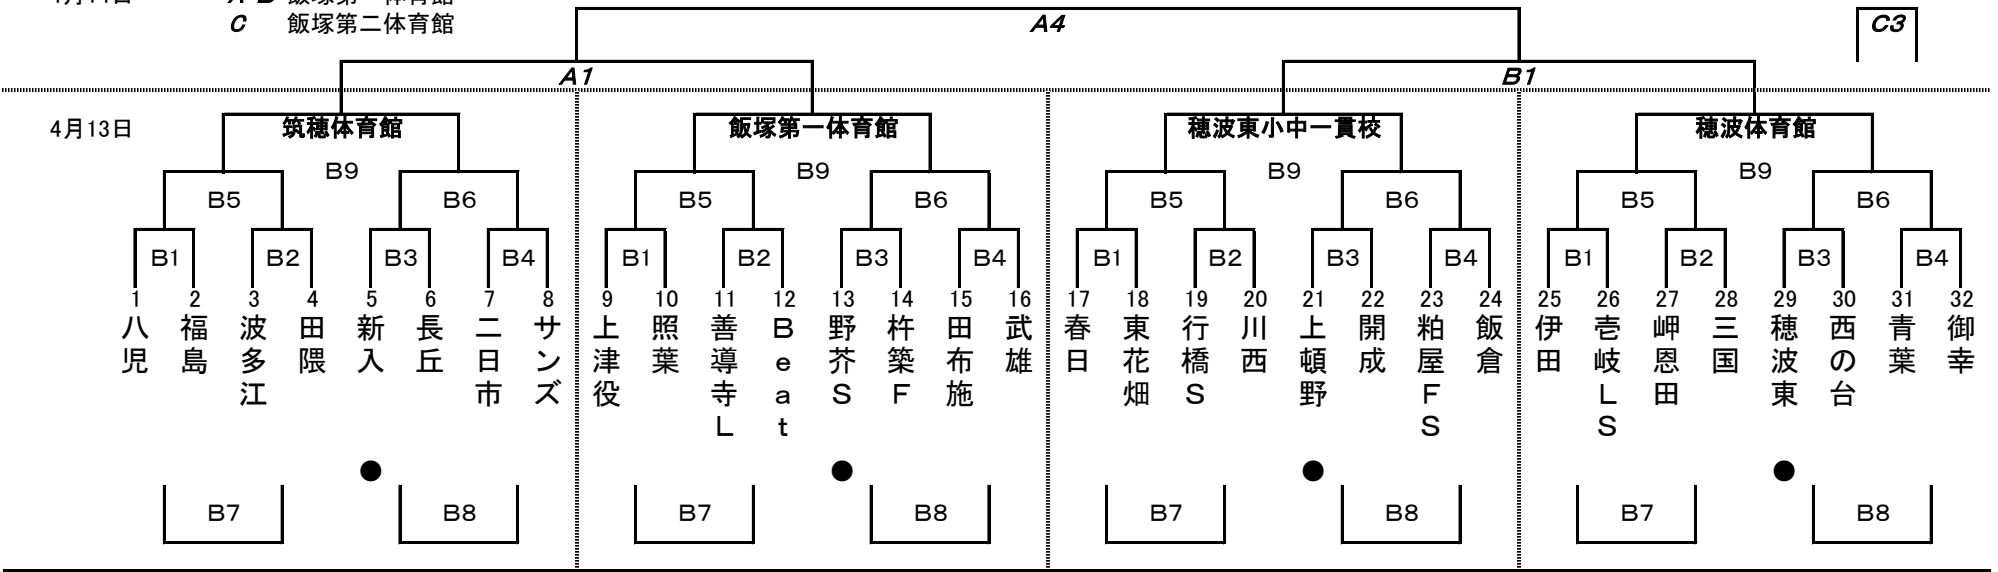 C 飯塚第二体育館
A4
C3
A1
B1
4月13日
筑穂体育館
飯塚第一体育館
穂波東小中一貫校
穂波体育館
B9 B9 B9 B9
B5 B6 B5 B6 B5 B6 B5 B6
B1 B2 B3 B4 B1 B2 B3 B4 B1 B2 B3 B4 B1 B2 B3 B4
1 八児
2 福島
3 波多江
4 田隈
5 新入
6 長丘
7 二日市
8 サンズ
9 上津役
10 照葉
11 善導寺L
12 Beat
13 野芥S
14 杵築F
15 田布施
16 武雄
17 春日
18 東花畑
19 行橋S
20 川西
21 上頓野
22 開成
23 粕屋FS
24 飯倉
25 伊田
26 壱岐LS
27 岬恩田
28 三国
29 穂波東
30 西の台
31 青葉
32 御幸
● ● ● ●
B7 B8 B7 B8 B7 B8 B7 B8